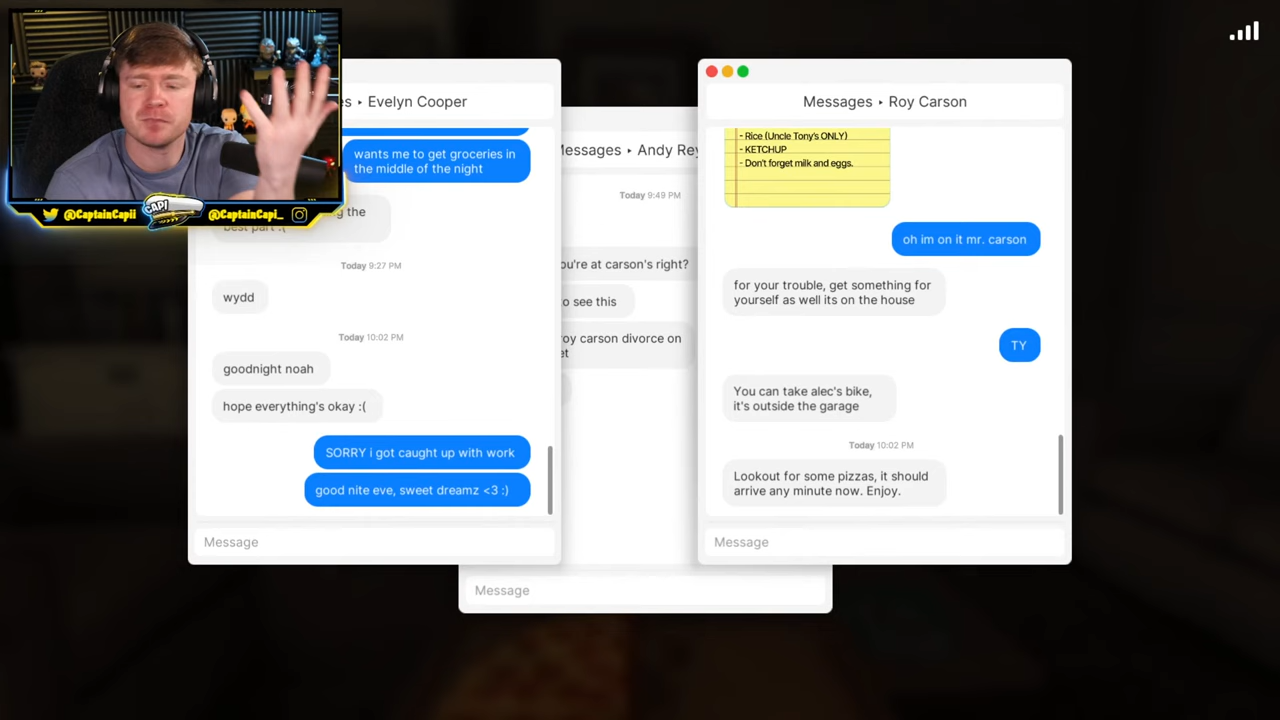 @CaptainCapii
CAPI
@CaptainCapi_
Evelyn Cooper
wants me to get groceries in
the middle of the night
the
best part :(
Today 9:27 PM
wydd
Today 10:02 PM
goodnight noah
hope everything's okay :(
SORRY i got caught up with work
good nite eve, sweet dreamz <3 :)
Message
Messages ▸ Andy Rey
Today 9:49 PM
you're at carson's right?
to see this
roy carson divorce on
Message
Messages ▸ Roy Carson
- Rice (Uncle Tony's ONLY)
- KETCHUP
- Don't forget milk and eggs.
oh im on it mr. carson
for your trouble, get something for
yourself as well its on the house
TY
You can take alec's bike,
it's outside the garage
Today 10:02 PM
Lookout for some pizzas, it should
arrive any minute now. Enjoy.
Message